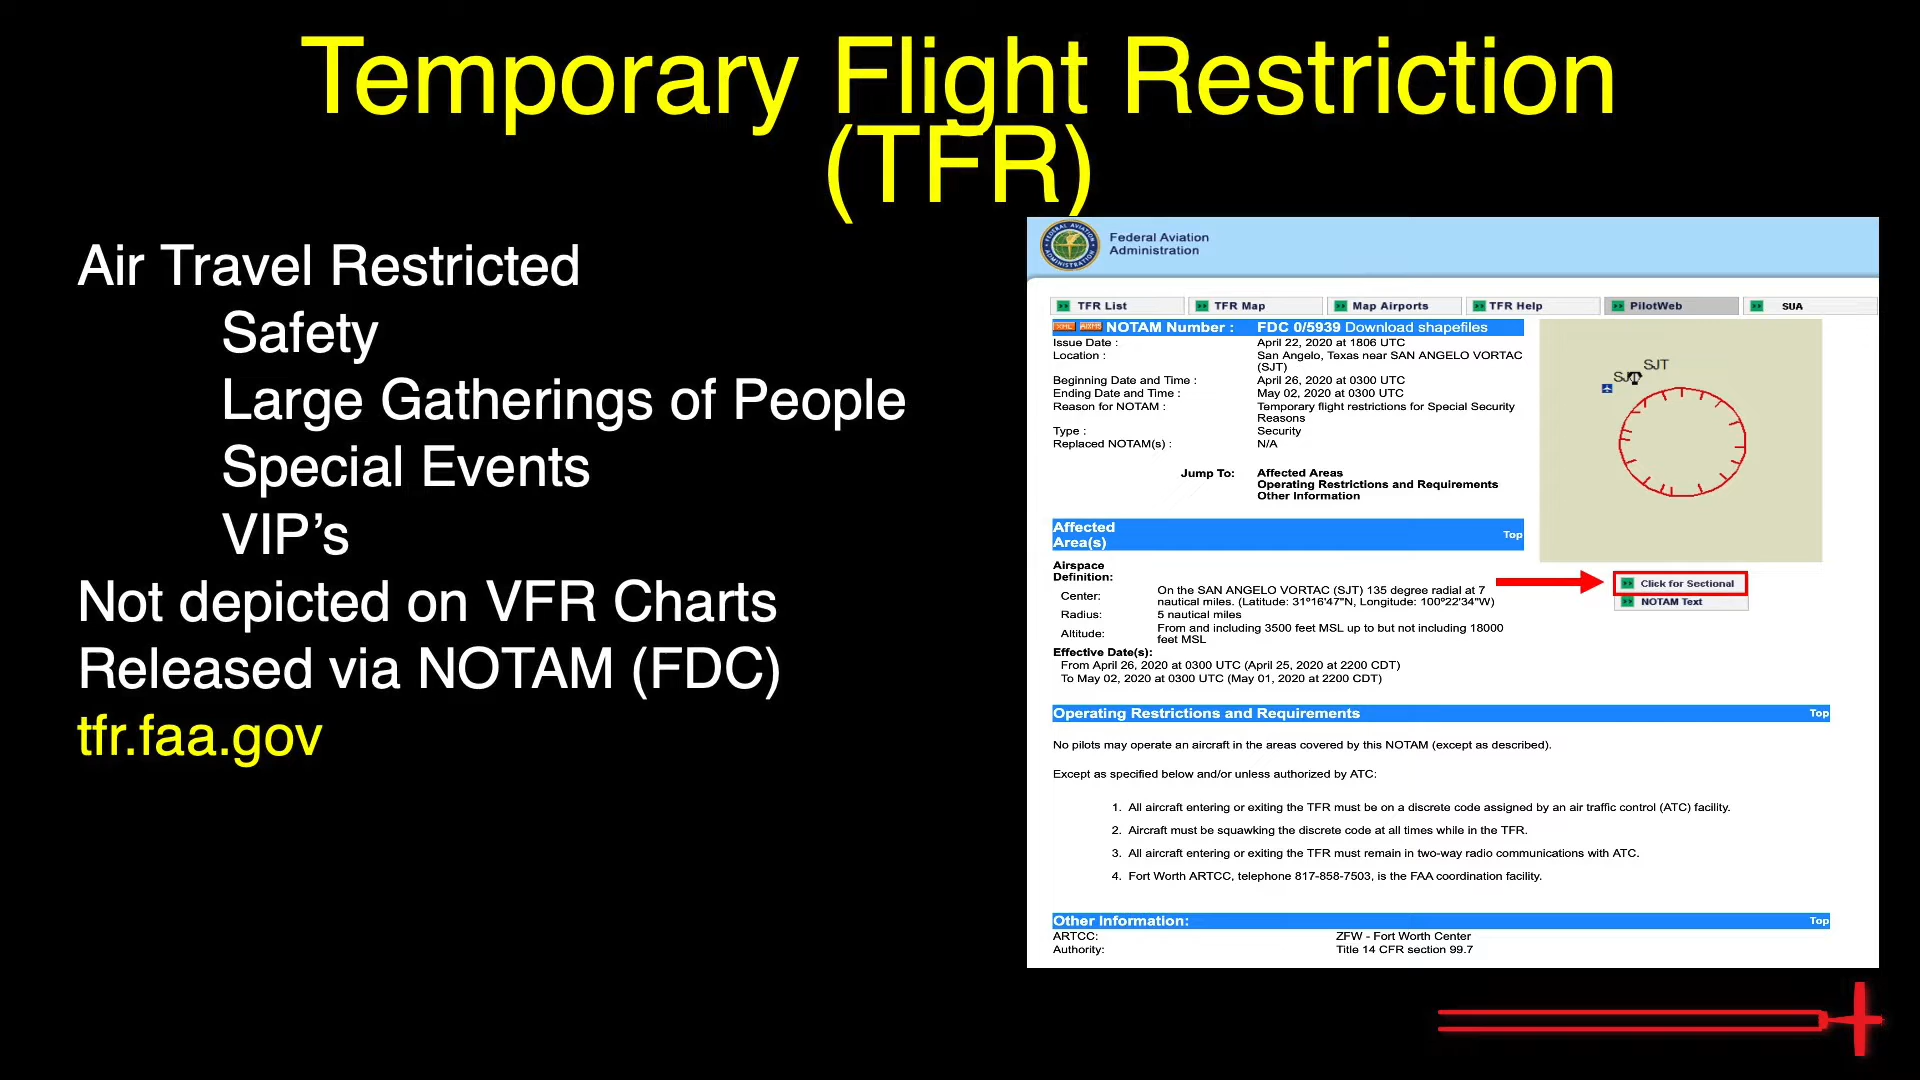 Temporary Flight Restriction
(TFR)
Air Travel Restricted
Safety
Large Gatherings of People
Special Events
VIP’s
Not depicted on VFR Charts
Released via NOTAM (FDC)
tfr.faa.gov
Federal Aviation
Administration
TFR List TFR Map Map Airports TFR Help PilotWeb SUA
NOTAM Number : FDC 0/5939 Download shapefiles
Issue Date : April 22, 2020 at 1806 UTC
Location : San Angelo, Texas near SAN ANGELO VORTAC
(SJT)
Beginning Date and Time : April 26, 2020 at 0300 UTC
Ending Date and Time : May 02, 2020 at 0300 UTC
Reason for NOTAM : Temporary flight restrictions for Special Security
Reasons
Type : Security
Replaced NOTAM(s) : N/A
Jump To: Affected Areas
Operating Restrictions and Requirements
Other Information
SJT
SJT
Click for Sectional
NOTAM Text
Affected
Area(s) Top
Airspace
Definition:
Center: On the SAN ANGELO VORTAC (SJT) 135 degree radial at 7
nautical miles. (Latitude: 31º16'47"N, Longitude: 100º22'34"W)
Radius: 5 nautical miles
Altitude: From and including 3500 feet MSL up to but not including 18000
feet MSL
Effective Date(s):
From April 26, 2020 at 0300 UTC (April 25, 2020 at 2200 CDT)
To May 02, 2020 at 0300 UTC (May 01, 2020 at 2200 CDT)
Operating Restrictions and Requirements Top
No pilots may operate an aircraft in the areas covered by this NOTAM (except as described).
Except as specified below and/or unless authorized by ATC:
1. All aircraft entering or exiting the TFR must be on a discrete code assigned by an air traffic control (ATC) facility.
2. Aircraft must be squawking the discrete code at all times while in the TFR.
3. All aircraft entering or exiting the TFR must remain in two-way radio communications with ATC.
4. Fort Worth ARTCC, telephone 817-858-7503, is the FAA coordination facility.
Other Information: Top
ARTCC: ZFW - Fort Worth Center
Authority: Title 14 CFR section 99.7